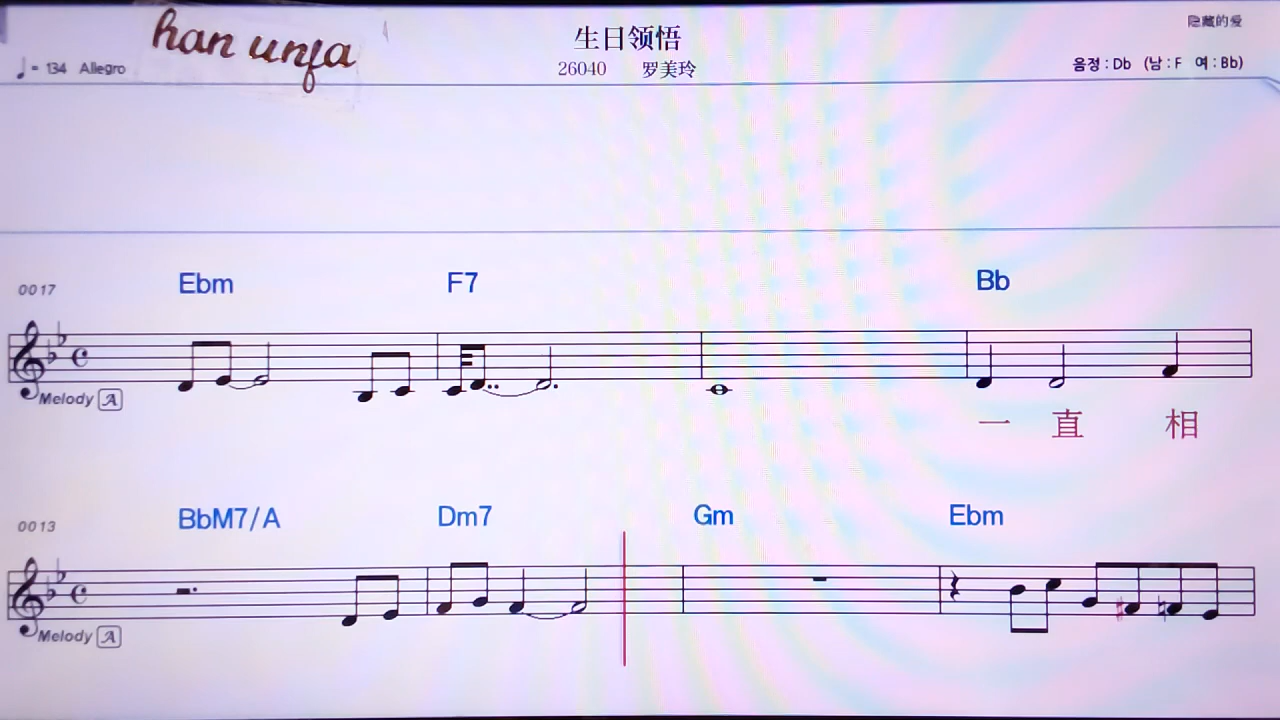 han unfa
生日领悟
隐藏的爱
♩= 134 Allegro
26040 罗美玲
음정 : Db (남 : F 여 : Bb)
0017 Ebm F7 Bb
Melody A
一 直 相
0013 BbM7/A Dm7 Gm Ebm
Melody A